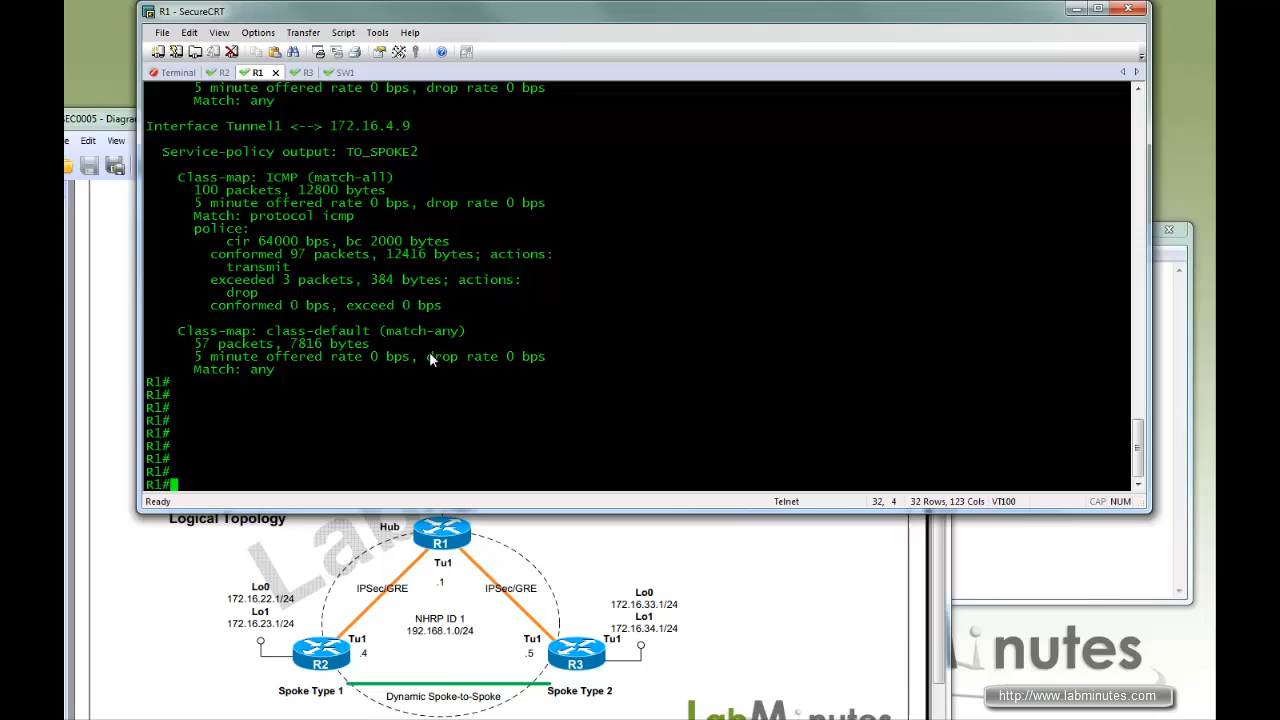 R1 - SecureCRT
File Edit View Options Transfer Script Tools Help
Terminal R2 R1 R3 SW1
5 minute offered rate 0 bps, drop rate 0 bps
Match: any
Interface Tunnel1 <--> 172.16.4.9
Service-policy output: TO_SPOKE2
Class-map: ICMP (match-all)
100 packets, 12800 bytes
5 minute offered rate 0 bps, drop rate 0 bps
Match: protocol icmp
police:
cir 64000 bps, bc 2000 bytes
conformed 97 packets, 12416 bytes; actions:
transmit
exceeded 3 packets, 384 bytes; actions:
drop
conformed 0 bps, exceed 0 bps
Class-map: class-default (match-any)
57 packets, 7816 bytes
5 minute offered rate 0 bps, drop rate 0 bps
Match: any
R1#
R1#
R1#
R1#
R1#
R1#
R1#
R1#
R1#
Ready Telnet 32, 4 32 Rows, 123 Cols VT100 CAP NUM
SEC0005 - Diagra
Edit View
Logical Topology
Hub
R1
Tu1
.1
IPSec/GRE IPSec/GRE
NHRP ID 1
192.168.1.0/24
Lo0
172.16.22.1/24
Lo1
172.16.23.1/24
Lo0
172.16.33.1/24
Lo1
172.16.34.1/24
Tu1
.4
Tu1
.5
Tu1
R2
R3
Spoke Type 1
Dynamic Spoke-to-Spoke
Spoke Type 2
Lab
LabMinutes
inutes
http://www.labminutes.com